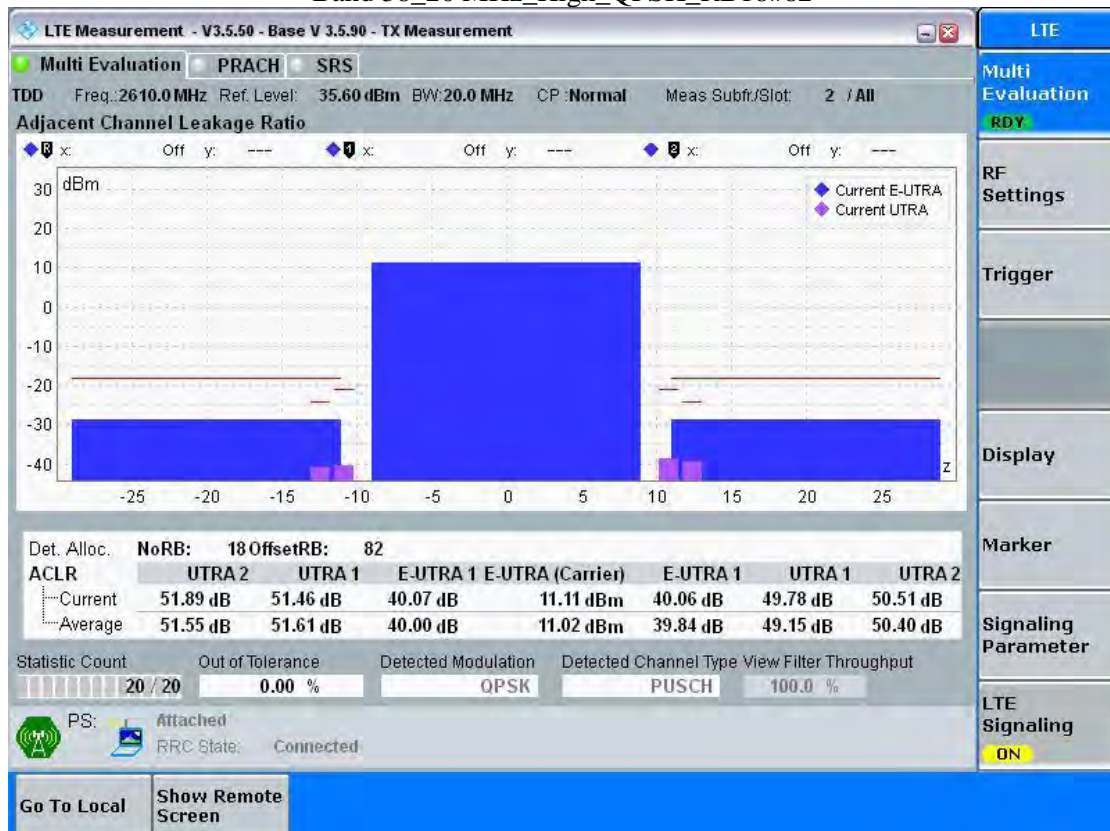 LTE Measurement - V3.5.50 - Base V 3.5.90 - TX Measurement
LTE
Multi Evaluation PRACH SRS
Multi Evaluation
RDY
TDD Freq.:2610.0 MHz Ref. Level: 35.60 dBm BW:20.0 MHz CP :Normal Meas Subfr./Slot: 2 / All
Adjacent Channel Leakage Ratio
R x: Off y: --- 1 x: Off y: --- 2 x: Off y: ---
dBm
Current E-UTRA
Current UTRA
30
20
10
0
-10
-20
-30
-40
Z
-25 -20 -15 -10 -5 0 5 10 15 20 25
RF Settings
Trigger
Display
Marker
Signaling Parameter
LTE Signaling
ON
Det. Alloc. NoRB: 18 OffsetRB: 82
ACLR UTRA 2 UTRA 1 E-UTRA 1 E-UTRA (Carrier) E-UTRA 1 UTRA 1 UTRA 2
Current 51.89 dB 51.46 dB 40.07 dB 11.11 dBm 40.06 dB 49.78 dB 50.51 dB
Average 51.55 dB 51.61 dB 40.00 dB 11.02 dBm 39.84 dB 49.15 dB 50.40 dB
Statistic Count Out of Tolerance Detected Modulation Detected Channel Type View Filter Throughput
20 / 20 0.00 % QPSK PUSCH 100.0 %
PS: Attached
RRC State: Connected
Go To Local
Show Remote Screen